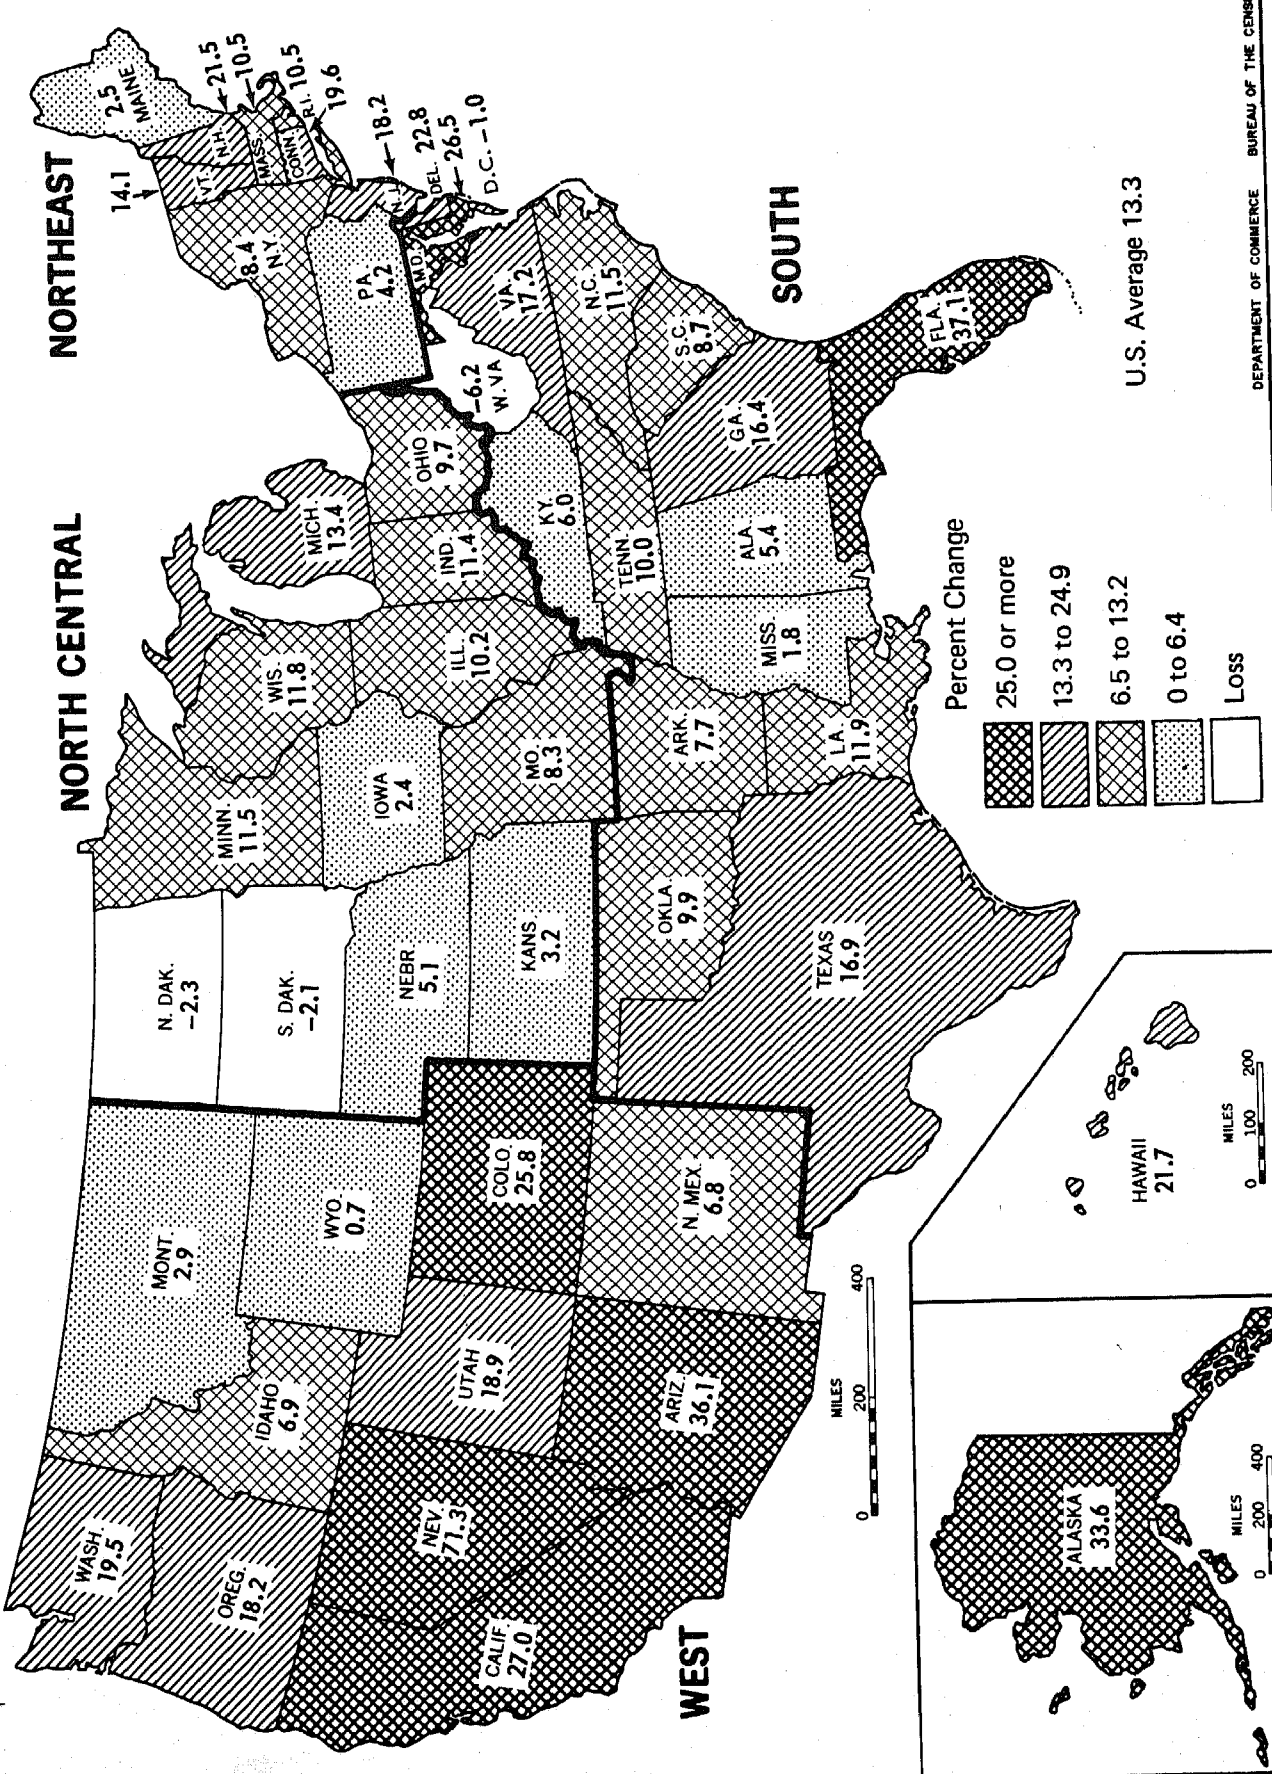 NORTHEAST
NORTH CENTRAL
SOUTH
WEST
WASH.
19.5
OREG.
18.2
CALIF.
27.0
NEV.
71.3
IDAHO
6.9
MONT
2.9
WYO
0.7
UTAH
18.9
COLO
25.8
ARIZ.
36.1
N. MEX.
6.8
N. DAK.
-2.3
S. DAK.
-2.1
NEBR
5.1
KANS
3.2
OKLA
9.9
TEXAS
16.9
MINN.
11.5
IOWA
2.4
MO.
8.3
ARK.
7.7
LA.
11.9
WIS.
11.8
ILL.
10.2
MICH.
13.4
IND.
11.4
OHIO
9.7
KY.
6.0
TENN.
10.0
MISS
1.8
ALA
5.4
GA.
16.4
FLA.
37.1
S.C.
8.7
N.C.
11.5
VA.
17.2
-6.2
W.VA
PA
4.2
8.4
N.Y.
14.1
VT.
N.H.
21.5
2.5
MAINE
MASS.
10.5
CONN.
R.I. 10.5
19.6
N.J.
18.2
DEL. 22.8
M.D.
26.5
D.C. -1.0
ALASKA
33.6
MILES
0 200 400
HAWAII
21.7
MILES
0 100 200
MILES
0 200 400
Percent Change
25.0 or more
13.3 to 24.9
6.5 to 13.2
0 to 6.4
LOSS
U.S. Average 13.3
DEPARTMENT OF COMMERCE BUREAU OF THE